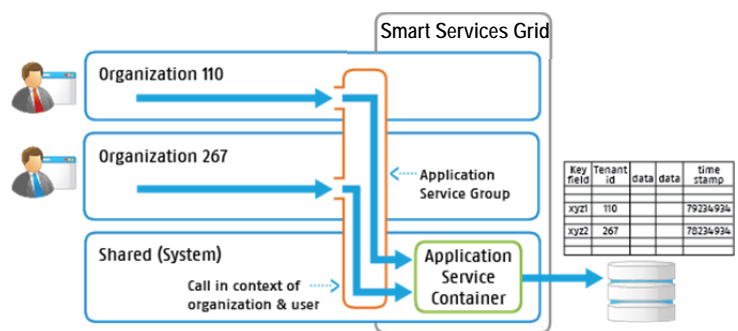 Smart Services Grid
Organization 110
Organization 267
Application
Service Group
Shared (System)
Call in context of
organization & user
Application
Service
Container
Key field Tenant id data data time stamp
xyz1 110 79234934
xyz2 267 78234934